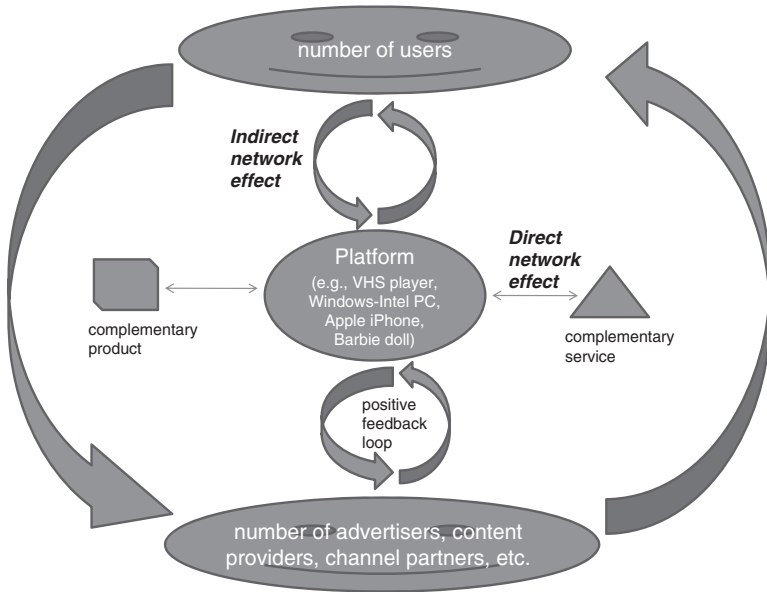 number of users
Indirect
network
effect
Platform
(e.g., VHS player,
Windows-Intel PC,
Apple iPhone,
Barbie doll)
Direct
network
effect
complementary
product
complementary
service
positive
feedback
loop
number of advertisers, content
providers, channel partners, etc.